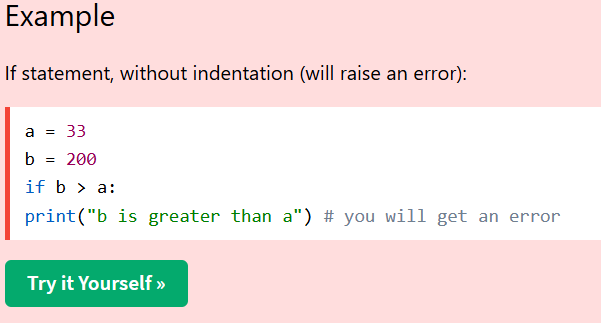 Example
If statement, without indentation (will raise an error):
a = 33
b = 200
if b > a:
print("b is greater than a") # you will get an error
Try it Yourself »